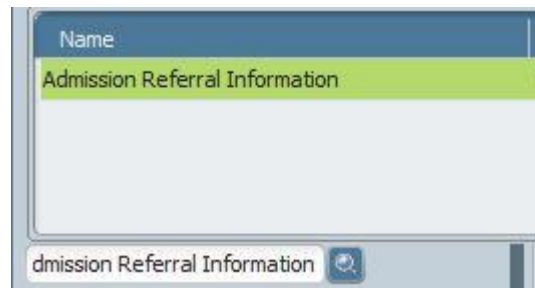 Name
Admission Referral Information
dmission Referral Information